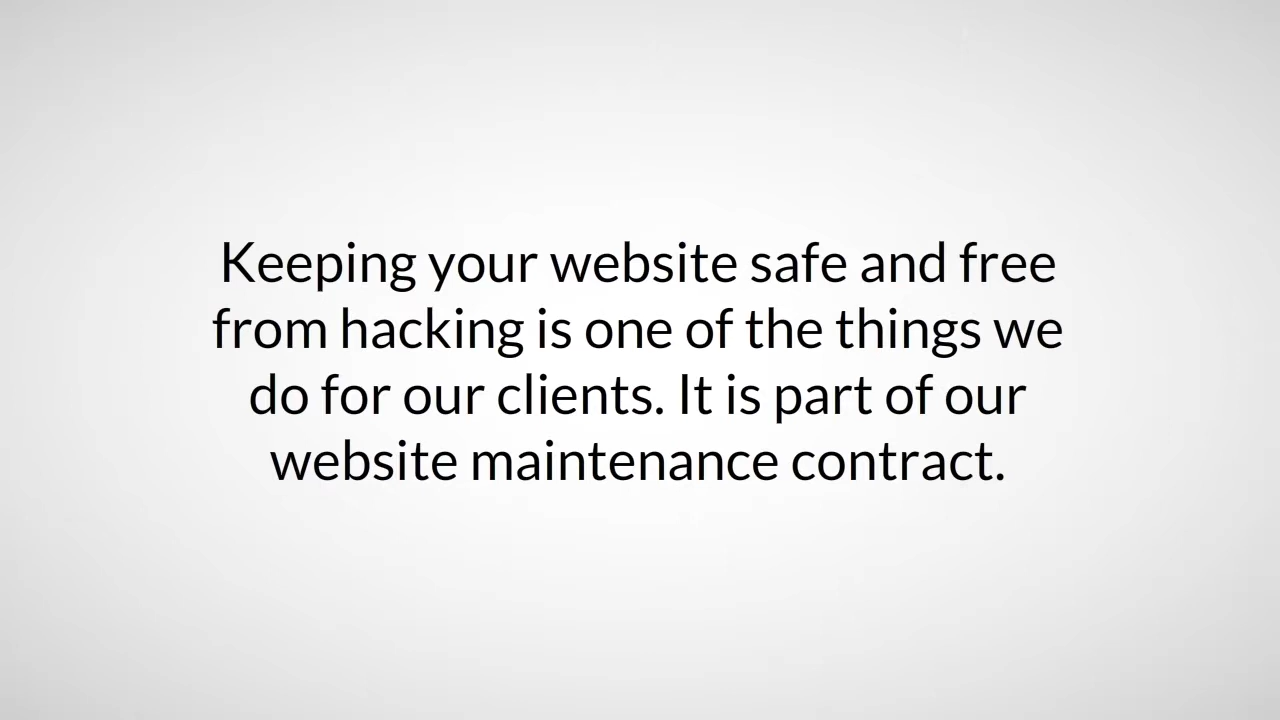 Keeping your website safe and free
from hacking is one of the things we
do for our clients. It is part of our
website maintenance contract.